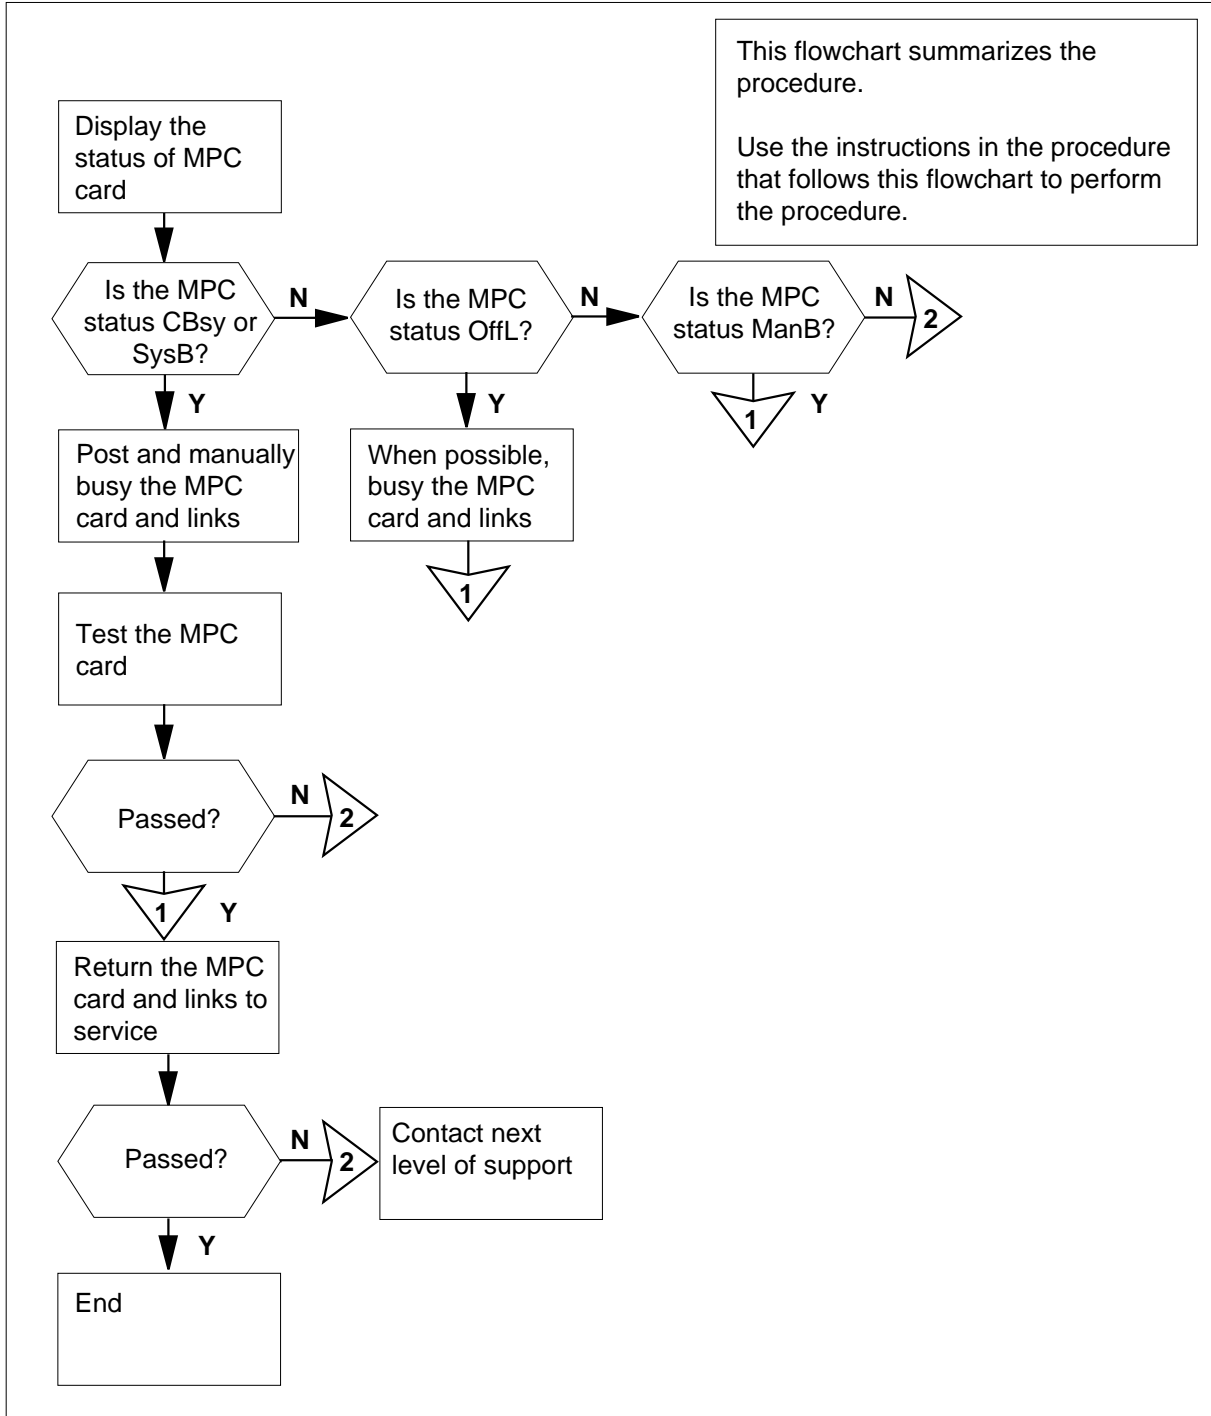 This flowchart summarizes the
procedure.
Use the instructions in the procedure
that follows this flowchart to perform
the procedure.
Display the
status of MPC
card
Is the MPC
status CBsy or
SysB?
N
Is the MPC
status OffL?
N
Is the MPC
status ManB?
N
2
Y
Y
1
Y
Post and manually
busy the MPC
card and links
When possible,
busy the MPC
card and links
1
Test the MPC
card
Passed?
N
2
1
Y
Return the MPC
card and links to
service
Passed?
N
2
Contact next
level of support
Y
End